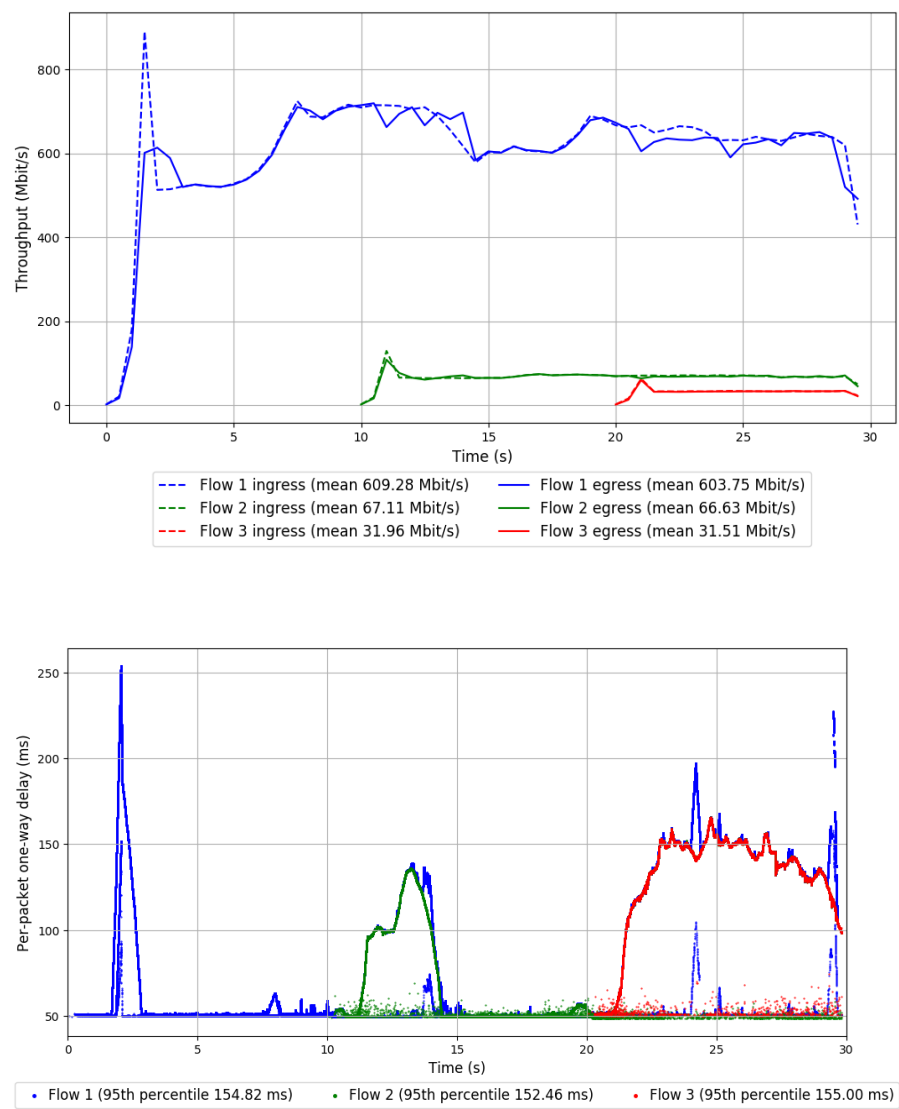 800
600
400
200
0
Throughput (Mbit/s)
0 5 10 15 20 25 30
Time (s)
Flow 1 ingress (mean 609.28 Mbit/s) Flow 1 egress (mean 603.75 Mbit/s)
Flow 2 ingress (mean 67.11 Mbit/s) Flow 2 egress (mean 66.63 Mbit/s)
Flow 3 ingress (mean 31.96 Mbit/s) Flow 3 egress (mean 31.51 Mbit/s)
250
200
150
100
50
Per-packet one-way delay (ms)
0 5 10 15 20 25 30
Time (s)
Flow 1 (95th percentile 154.82 ms) Flow 2 (95th percentile 152.46 ms) Flow 3 (95th percentile 155.00 ms)